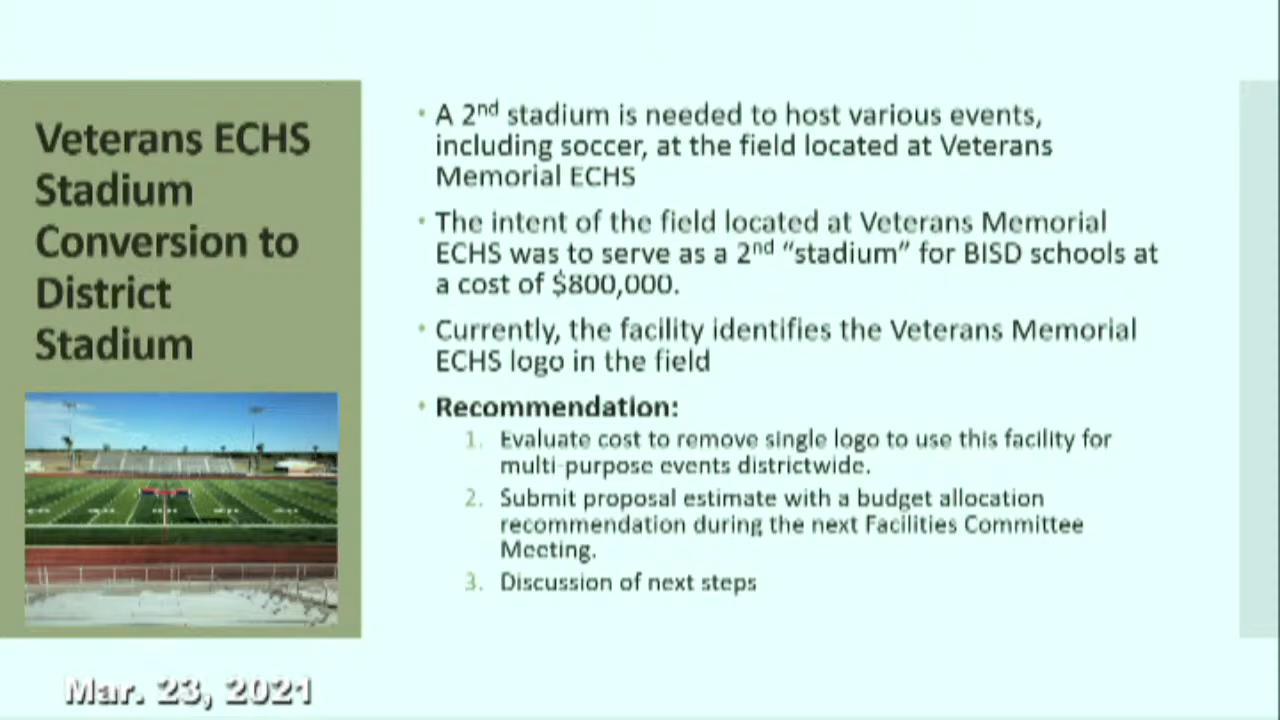 Veterans ECHS
Stadium
Conversion to
District
Stadium
• A 2nd stadium is needed to host various events,
including soccer, at the field located at Veterans
Memorial ECHS
• The intent of the field located at Veterans Memorial
ECHS was to serve as a 2nd “stadium” for BISD schools at
a cost of $800,000.
• Currently, the facility identifies the Veterans Memorial
ECHS logo in the field
• Recommendation:
1. Evaluate cost to remove single logo to use this facility for
multi-purpose events districtwide.
2. Submit proposal estimate with a budget allocation
recommendation during the next Facilities Committee
Meeting.
3. Discussion of next steps
Mar. 23, 2021